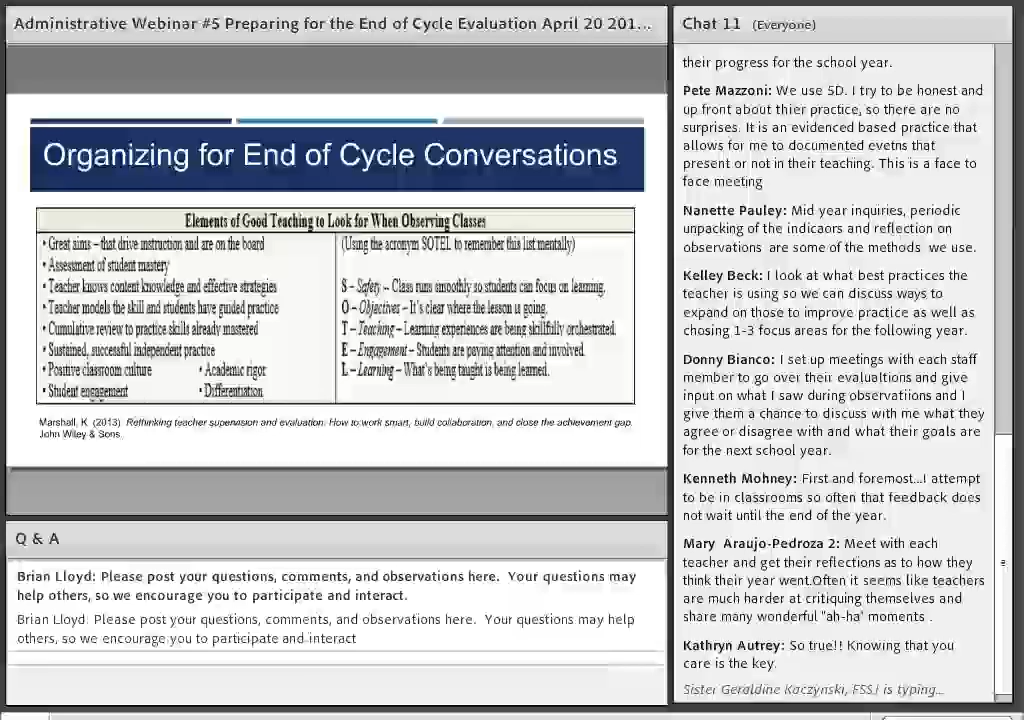 Administrative Webinar #5 Preparing for the End of Cycle Evaluation April 20 201...
Organizing for End of Cycle Conversations
Elements of Good Teaching to Look for When Observing Classes
• Great aims – that drive instruction and are on the board
• Assessment of student mastery
• Teacher knows content knowledge and effective strategies
• Teacher models the skill and students have guided practice
• Cumulative review to practice skills already mastered
• Sustained, successful independent practice
• Positive classroom culture • Academic rigor
• Student engagement • Differentiation
(Using the acronym SOTEL to remember this list mentally)
S – Safety – Class runs smoothly so students can focus on learning.
O – Objectives – It's clear where the lesson is going.
T – Teaching – Learning experiences are being skillfully orchestrated.
E – Engagement – Students are paying attention and involved.
L – Learning – What's being taught is being learned.
Marshall, K. (2013) Rethinking teacher supervision and evaluation: How to work smart, build collaboration, and close the achievement gap.
John Wiley & Sons.
Q & A
Brian Lloyd: Please post your questions, comments, and observations here. Your questions may
help others, so we encourage you to participate and interact.
Brian Lloyd: Please post your questions, comments, and observations here. Your questions may help
others, so we encourage you to participate and interact
Chat 11 (Everyone)
their progress for the school year.
Pete Mazzoni: We use 5D. I try to be honest and
up front about thier practice, so there are no
surprises. It is an evidenced based practice that
allows for me to documented evetns that
present or not in their teaching. This is a face to
face meeting
Nanette Pauley: Mid year inquiries, periodic
unpacking of the indicaors and reflection on
observations are some of the methods we use.
Kelley Beck: I look at what best practices the
teacher is using so we can discuss ways to
expand on those to improve practice as well as
chosing 1-3 focus areas for the following year.
Donny Bianco: I set up meetings with each staff
member to go over their evalualtions and give
input on what I saw during observatiions and I
give them a chance to discuss with me what they
agree or disagree with and what their goals are
for the next school year.
Kenneth Mohney: First and foremost...I attempt
to be in classrooms so often that feedback does
not wait until the end of the year.
Mary Araujo-Pedroza 2: Meet with each
teacher and get their reflections as to how they
think their year went.Often it seems like teachers
are much harder at critiquing themselves and
share many wonderful "ah-ha' moments .
Kathryn Autrey: So true!! Knowing that you
care is the key.
Sister Geraldine Kaczynski, FSSJ is typing...